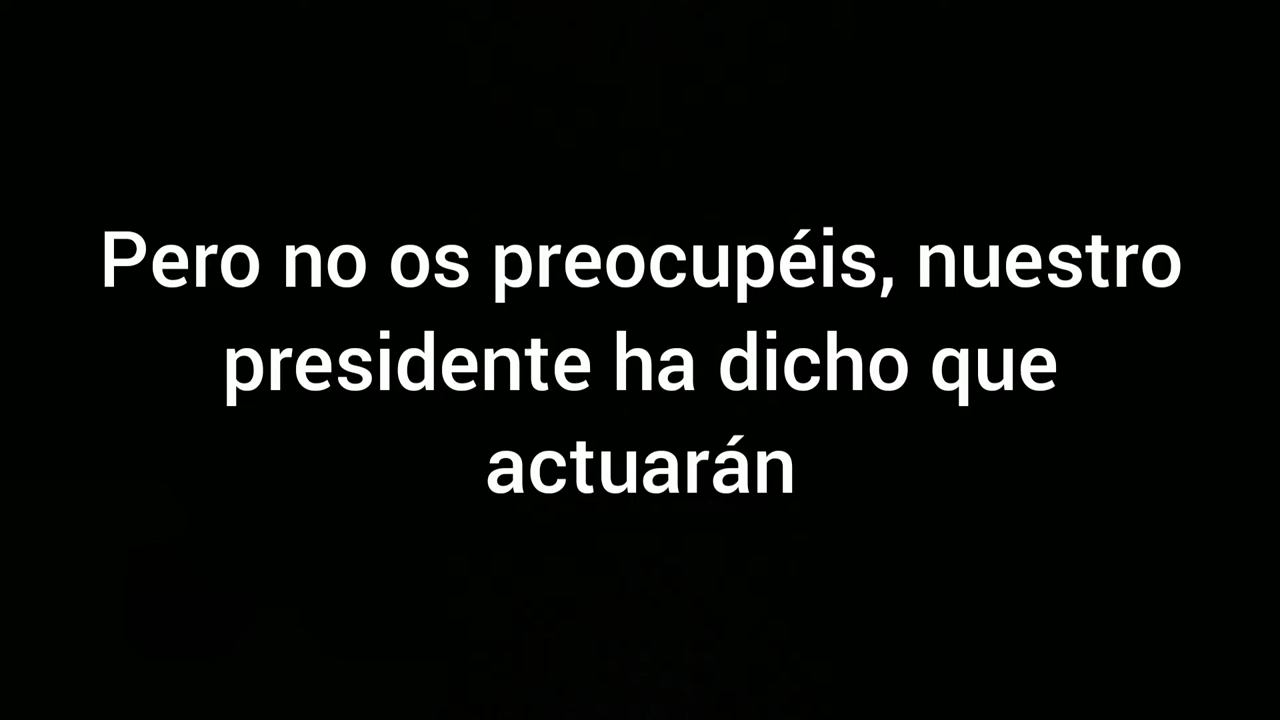 Pero no os preocupéis, nuestro
presidente ha dicho que
actuarán